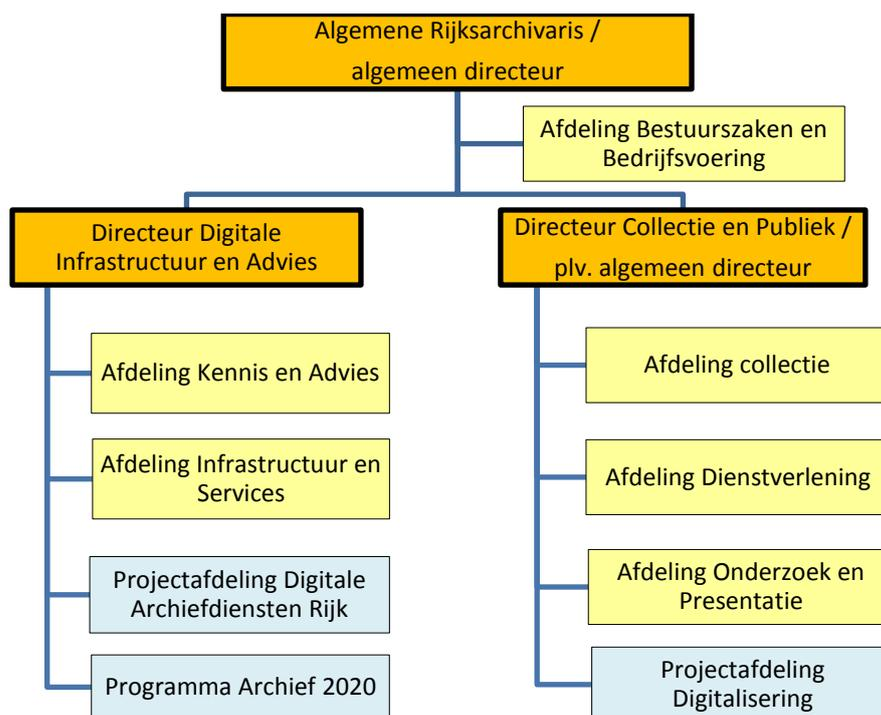 Algemene Rijksarchivaris /
algemeen directeur
Afdeling Bestuurszaken en
Bedrijfsvoering
Directeur Digitale
Infrastructuur en Advies
Directeur Collectie en Publiek /
plv. algemeen directeur
Afdeling Kennis en Advies
Afdeling Infrastructuur en
Services
Projectafdeling Digitale
Archiefdiensten Rijk
Programma Archief 2020
Afdeling collectie
Afdeling Dienstverlening
Afdeling Onderzoek en
Presentatie
Projectafdeling
Digitalisering